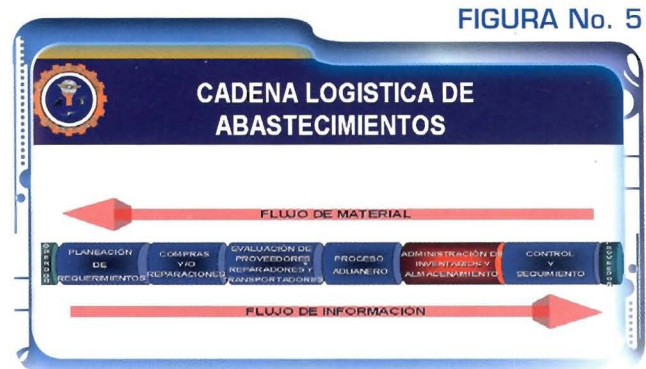 FIGURA No. 5
CADENA LOGISTICA DE
ABASTECIMIENTOS
FLUJO DE MATERIAL
PLANEACIÓN
DE
REQUERIMIENTOS
COMPRAS
Y/O
REPARACIONES
EVALUACIÓN DE
PROVEEDORES
REPARADORES Y
TRANSPORTADORES
PROCESO
ADUANERO
ADMINISTRACIÓN DE
INVENTARIOS Y
ALMACENAMIENTO
CONTROL
Y
SEGUIMIENTO
FLUJO DE INFORMACIÓN